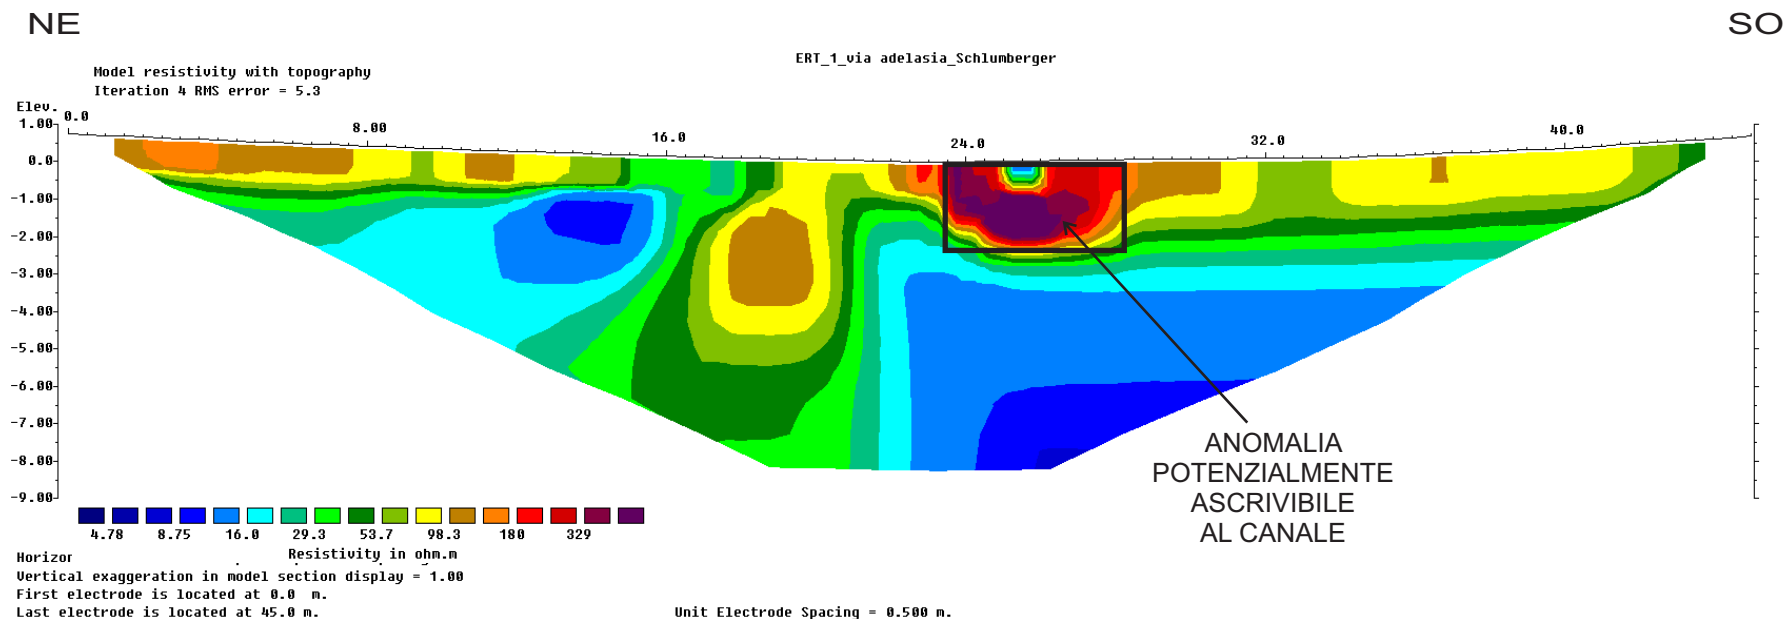 NE
SO
ERT_1_via adelasia_Schlumberger
Model resistivity with topography
Iteration 4 RMS error = 5.3
Elev.
0.0
8.00
16.0
24.0
32.0
40.0
1.00
0.0
-1.00
-2.00
-3.00
-4.00
-5.00
-6.00
-7.00
-8.00
-9.00
ANOMALIA
POTENZIALMENTE
ASCRIVIBILE
AL CANALE
4.78 8.75 16.0 29.3 53.7 98.3 180 329
Resistivity in ohm.m
Horizor
Vertical exaggeration in model section display = 1.00
First electrode is located at 0.0 m.
Last electrode is located at 45.0 m.
Unit Electrode Spacing = 0.500 m.